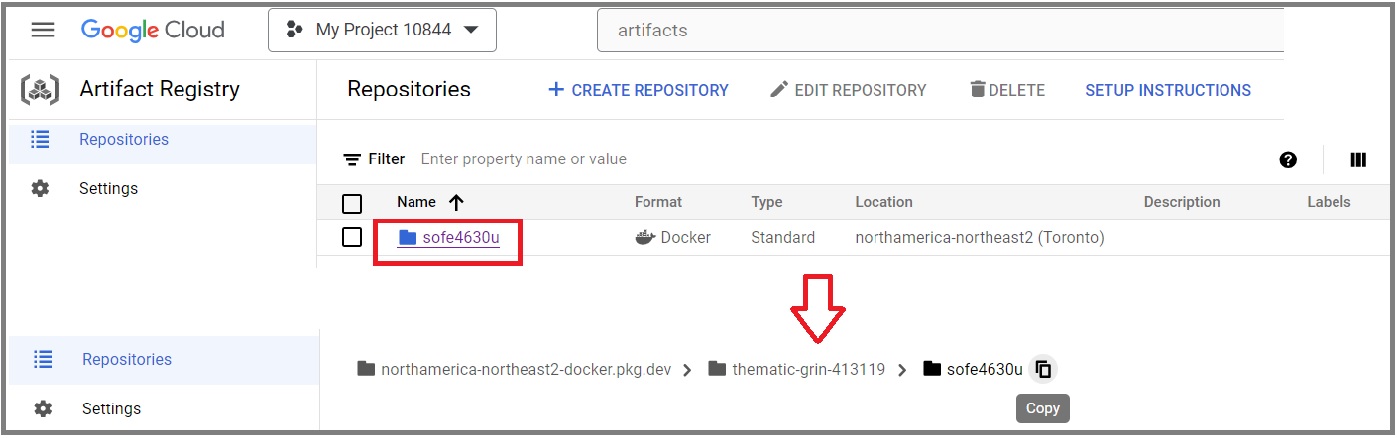 Google Cloud My Project 10844 artifacts
Artifact Registry Repositories CREATE REPOSITORY EDIT REPOSITORY DELETE SETUP INSTRUCTIONS
Repositories
Filter Enter property name or value
Settings
Name Format Type Location Description Labels
sofe4630u Docker Standard northamerica-northeast2 (Toronto)
Repositories
northamerica-northeast2-docker.pkg dev thematic-grin-413119 sofe4630u
Settings
Copy